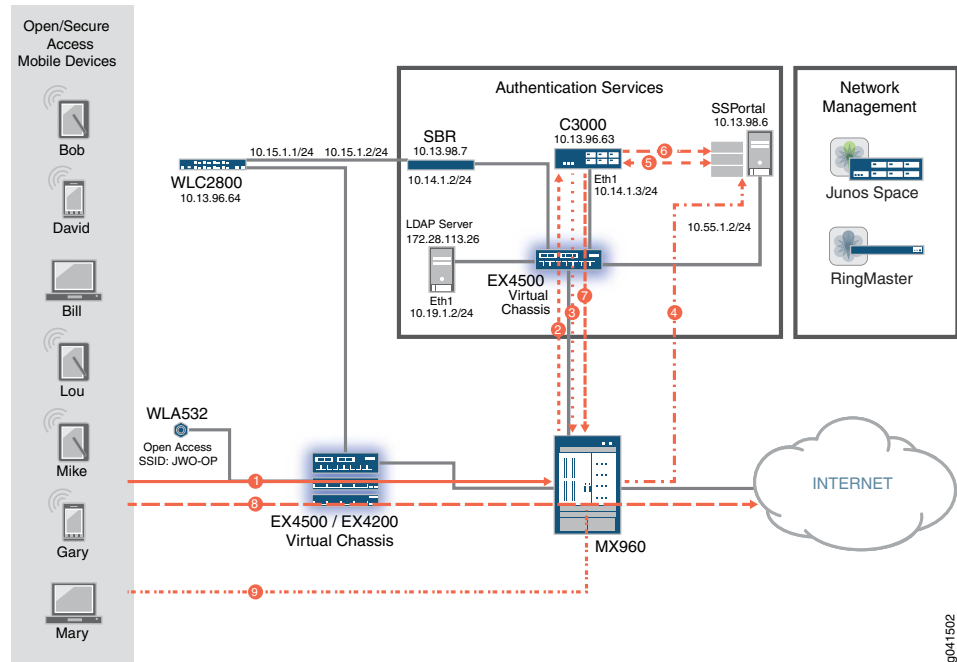 Open/Secure
Access
Mobile Devices
Bob
David
Bill
Lou
Mike
Gary
Mary
WLC2800
10.13.96.64
10.15.1.1/24
10.15.1.2/24
WLA532
Open Access
SSID: JWO-OP
EX4500 / EX4200
Virtual Chassis
Authentication Services
SBR
10.13.98.7
10.14.1.2/24
C3000
10.13.96.63
Eth1
10.14.1.3/24
SSPortal
10.13.98.6
10.55.1.2/24
LDAP Server
172.28.113.26
Eth1
10.19.1.2/24
EX4500
Virtual
Chassis
6
5
7
3
2
4
1
8
9
MX960
INTERNET
Network
Management
Junos Space
RingMaster
g041502